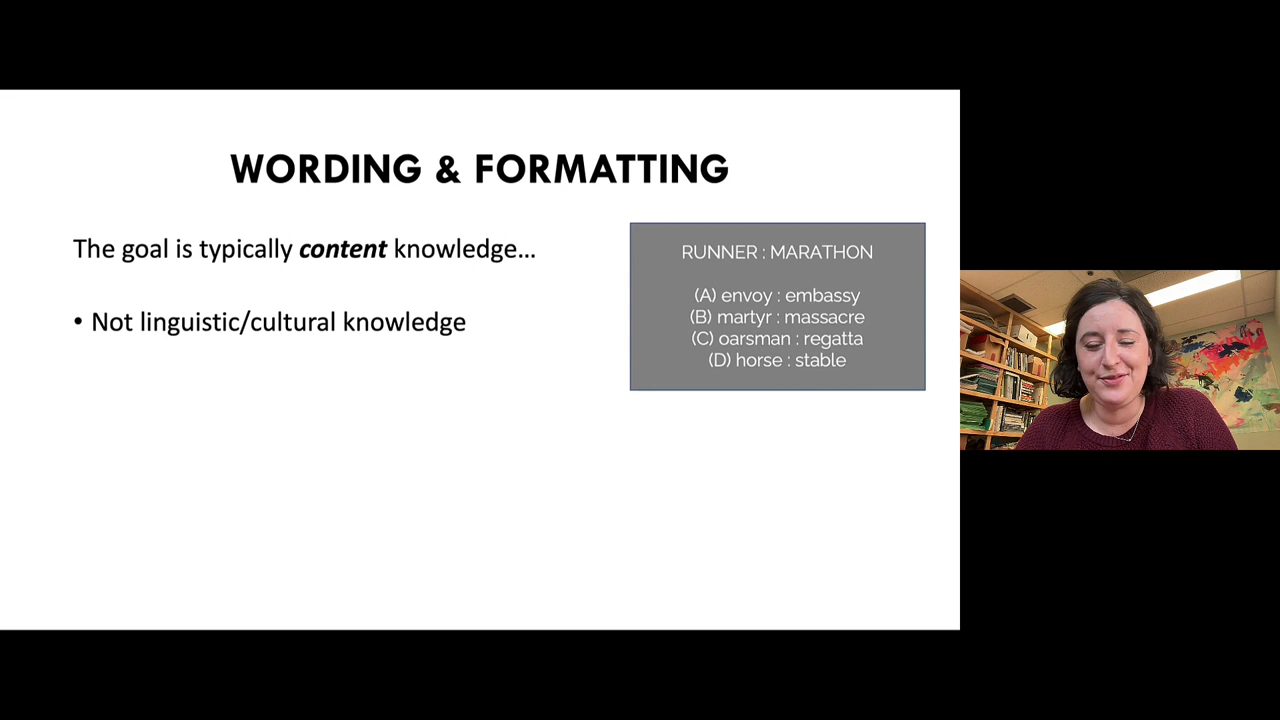 WORDING & FORMATTING
The goal is typically content knowledge...
• Not linguistic/cultural knowledge
RUNNER : MARATHON
(A) envoy : embassy
(B) martyr : massacre
(C) oarsman : regatta
(D) horse : stable